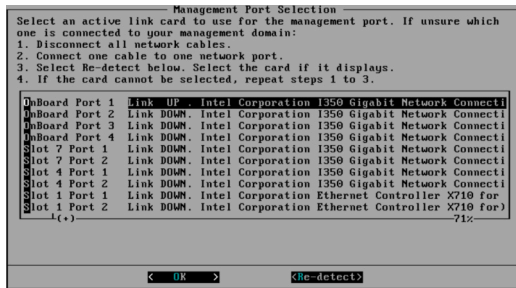 Management Port Selection
Select an active link card to use for the management port. If unsure which
one is connected to your management domain:
1. Disconnect all network cables.
2. Connect one cable to one network port.
3. Select Re-detect below. Select the card if it displays.
4. If the card cannot be selected, repeat steps 1 to 3.
OnBoard Port 1 Link UP . Intel Corporation I350 Gigabit Network Connecti
OnBoard Port 2 Link DOWN. Intel Corporation I350 Gigabit Network Connecti
OnBoard Port 3 Link DOWN. Intel Corporation I350 Gigabit Network Connecti
OnBoard Port 4 Link DOWN. Intel Corporation I350 Gigabit Network Connecti
Slot 7 Port 1 Link DOWN. Intel Corporation I350 Gigabit Network Connecti
Slot 7 Port 2 Link DOWN. Intel Corporation I350 Gigabit Network Connecti
Slot 4 Port 1 Link DOWN. Intel Corporation I350 Gigabit Network Connecti
Slot 4 Port 2 Link DOWN. Intel Corporation I350 Gigabit Network Connecti
Slot 1 Port 1 Link DOWN. Intel Corporation Ethernet Controller X710 for
Slot 1 Port 2 Link DOWN. Intel Corporation Ethernet Controller X710 for)
(+) 71%
< OK > <Re-detect>